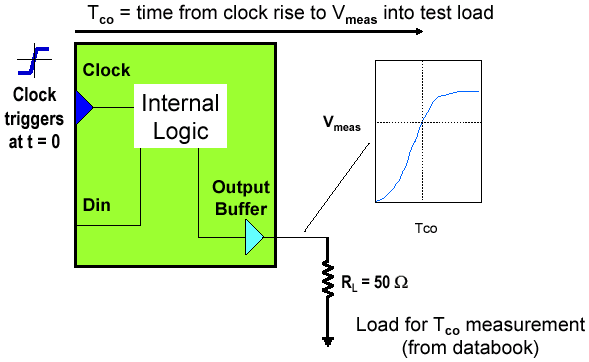 Tco = time from clock rise to Vmeas into test load
Clock
triggers
at t = 0
Clock
Internal
Logic
Din
Output
Buffer
Vmeas
Tco
RL = 50 Ω
Load for Tco measurement
(from databook)